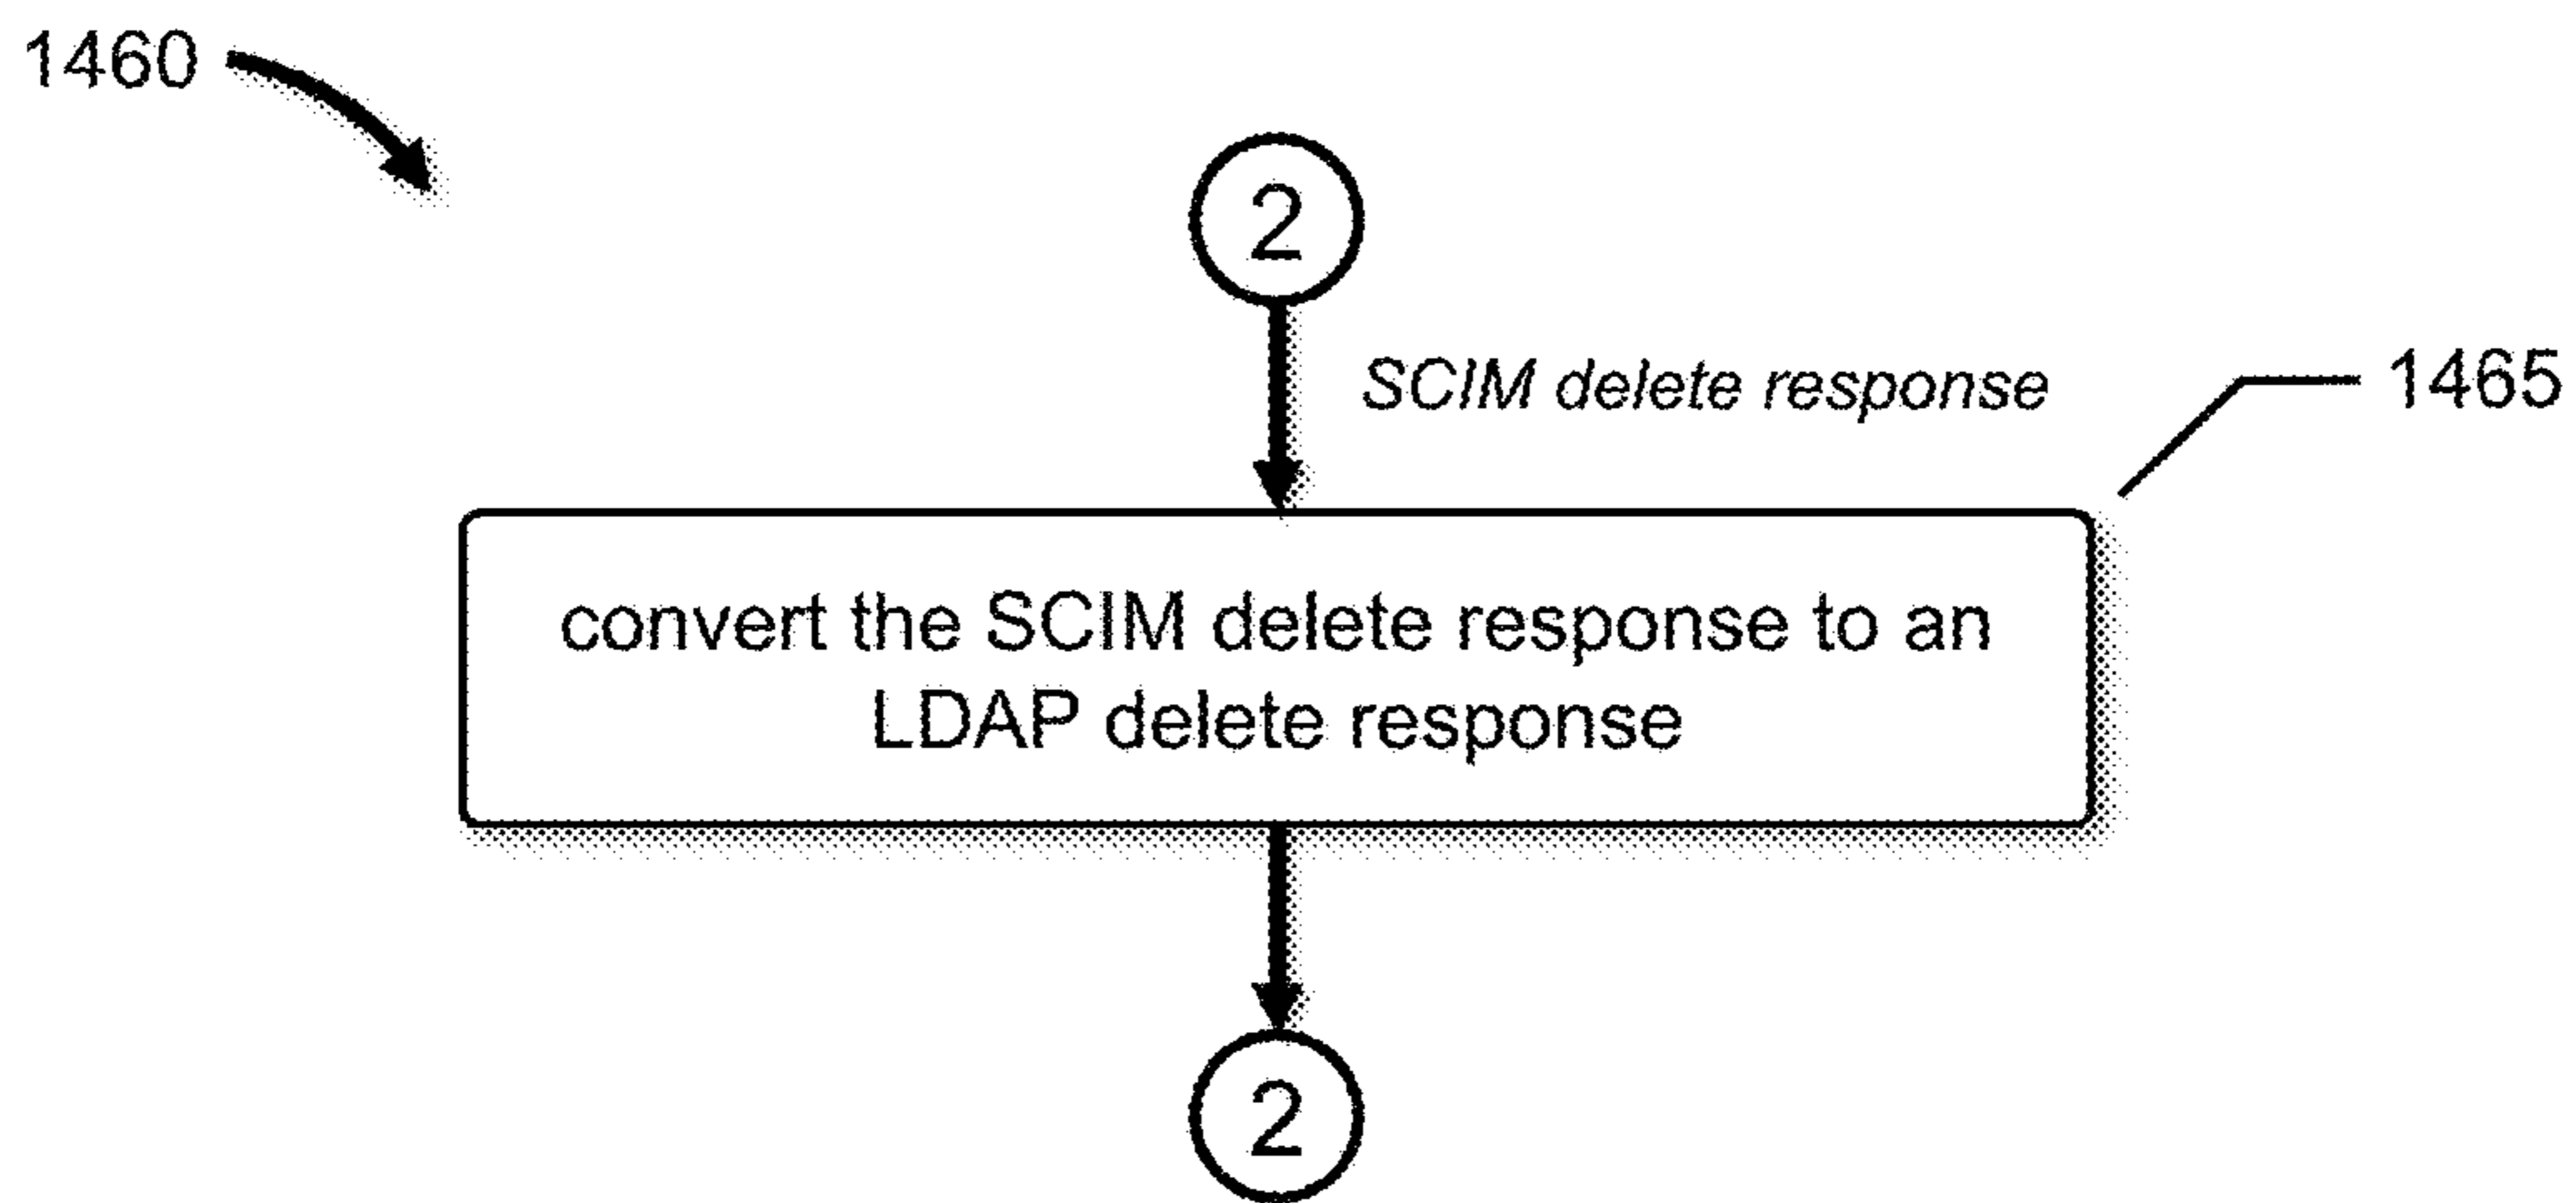 1460
2
SCIM delete response
1465
convert the SCIM delete response to an
LDAP delete response
2